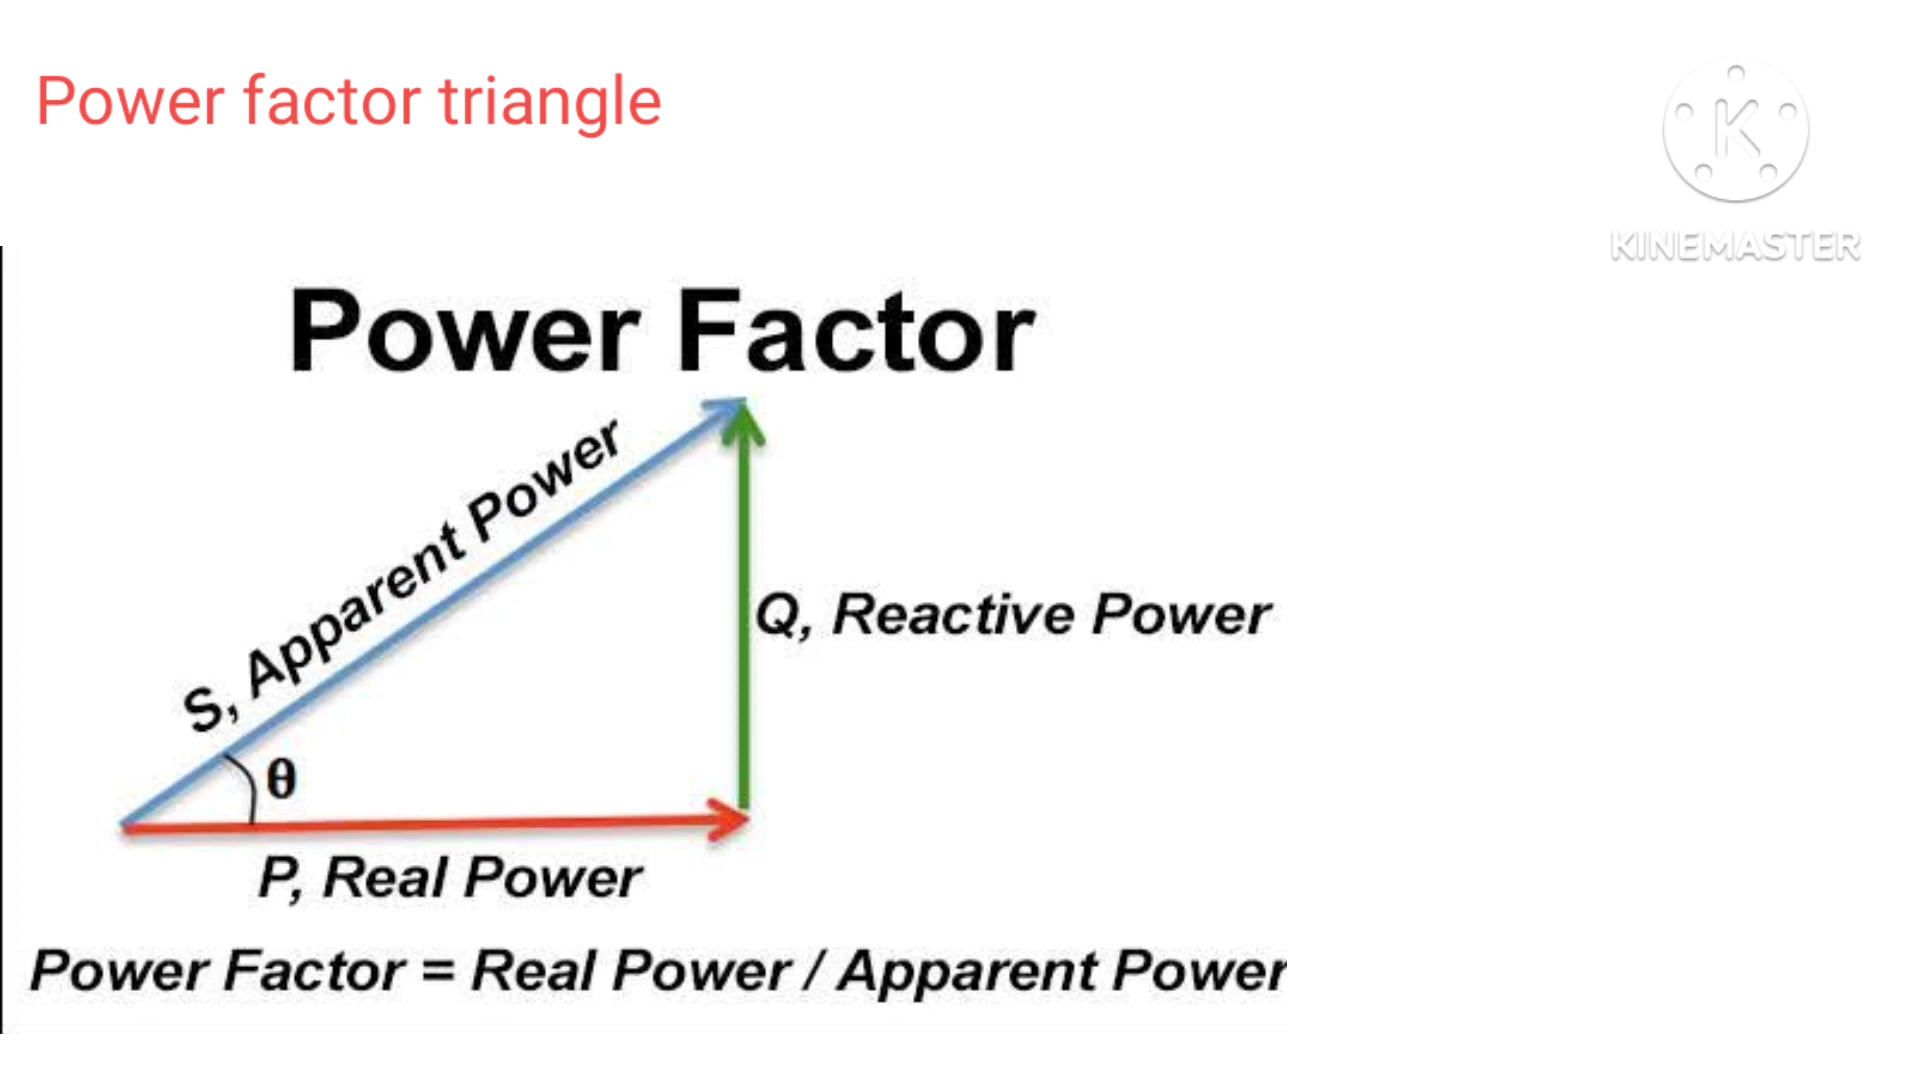 Power factor triangle
K
KINEMASTER
Power Factor
S, Apparent Power
Q, Reactive Power
θ
P, Real Power
Power Factor = Real Power / Apparent Power